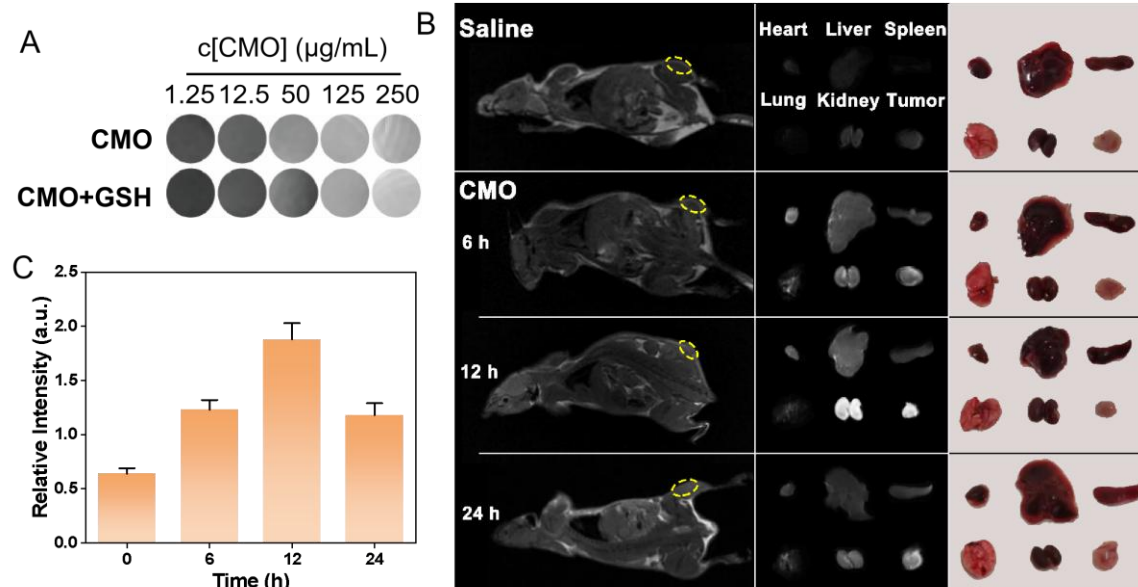 A
c[CMO] (μg/mL)
1.25 12.5 50 125 250
CMO
CMO+GSH
B
Saline
Heart Liver Spleen
Lung Kidney Tumor
CMO
6 h
12 h
24 h
C
Relative Intensity (a.u.)
2.5
2.0
1.5
1.0
0.5
0.0
0 6 12 24
Time (h)